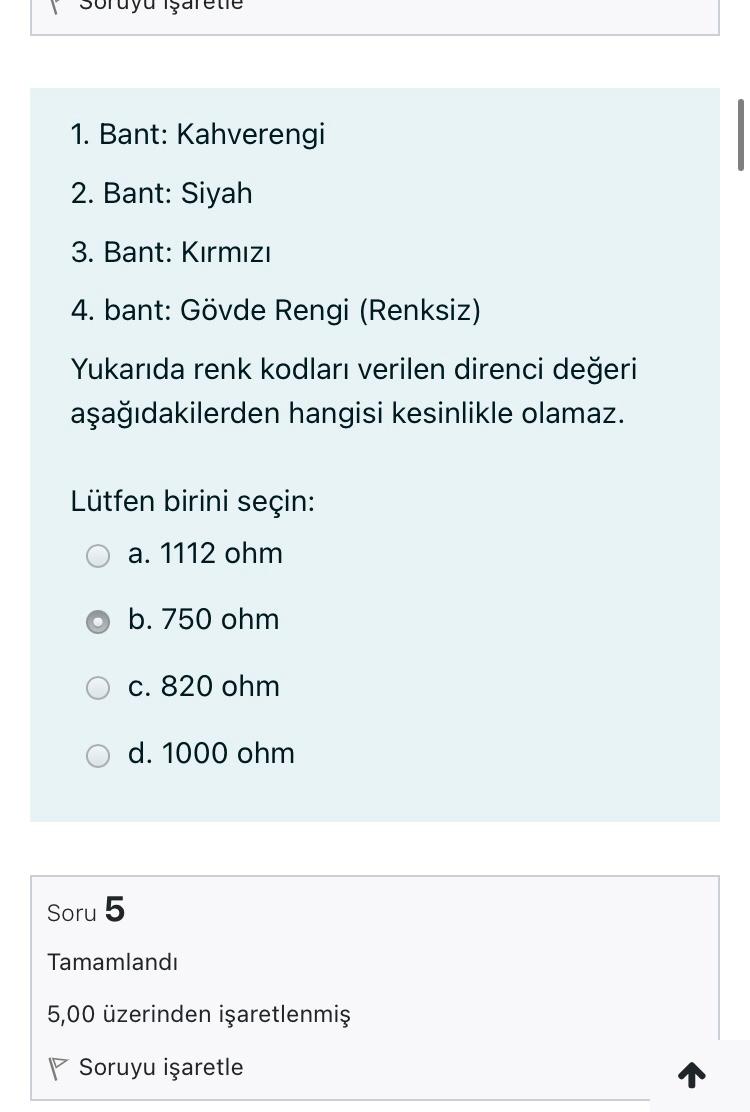 Soruyu işaretle
1. Bant: Kahverengi
2. Bant: Siyah
3. Bant: Kırmızı
4. bant: Gövde Rengi (Renksiz)
Yukarıda renk kodları verilen direnci değeri
aşağıdakilerden hangisi kesinlikle olamaz.
Lütfen birini seçin:
a. 1112 ohm
b. 750 ohm
c. 820 ohm
d. 1000 ohm
Soru 5
Tamamlandı
5,00 üzerinden işaretlenmiş
Soruyu işaretle